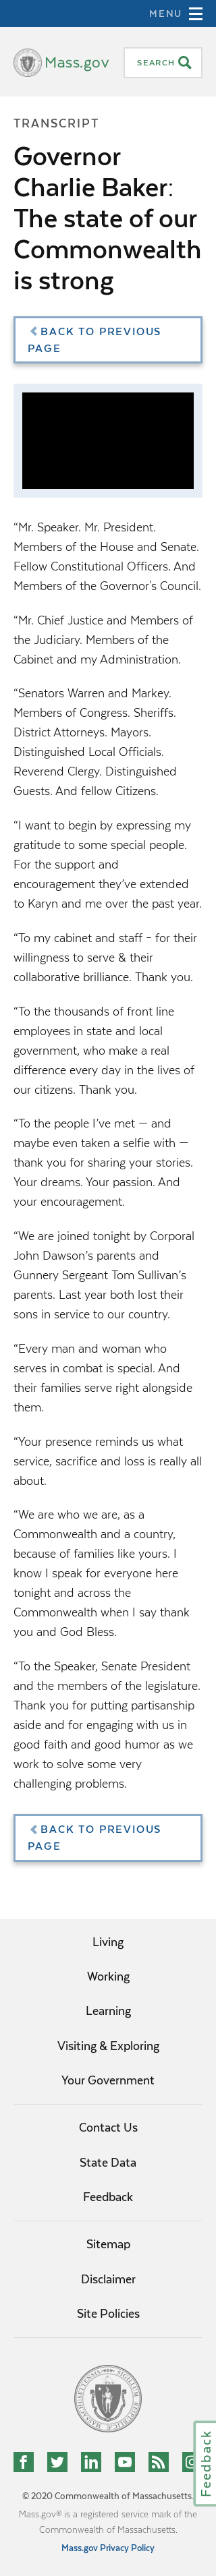 MENU
Mass.gov
SEARCH
TRANSCRIPT
Governor
Charlie Baker:
The state of our
Commonwealth
is strong
BACK TO PREVIOUS
PAGE
“Mr. Speaker. Mr. President.
Members of the House and Senate.
Fellow Constitutional Officers. And
Members of the Governor's Council.
“Mr. Chief Justice and Members of
the Judiciary. Members of the
Cabinet and my Administration.
“Senators Warren and Markey.
Members of Congress. Sheriffs.
District Attorneys. Mayors.
Distinguished Local Officials.
Reverend Clergy. Distinguished
Guests. And fellow Citizens.
“I want to begin by expressing my
gratitude to some special people.
For the support and
encouragement they’ve extended
to Karyn and me over the past year.
“To my cabinet and staff – for their
willingness to serve & their
collaborative brilliance. Thank you.
“To the thousands of front line
employees in state and local
government, who make a real
difference every day in the lives of
our citizens. Thank you.
“To the people I’ve met — and
maybe even taken a selfie with —
thank you for sharing your stories.
Your dreams. Your passion. And
your encouragement.
“We are joined tonight by Corporal
John Dawson’s parents and
Gunnery Sergeant Tom Sullivan’s
parents. Last year both lost their
sons in service to our country.
“Every man and woman who
serves in combat is special. And
their families serve right alongside
them.
“Your presence reminds us what
service, sacrifice and loss is really all
about.
“We are who we are, as a
Commonwealth and a country,
because of families like yours. I
know I speak for everyone here
tonight and across the
Commonwealth when I say thank
you and God Bless.
“To the Speaker, Senate President
and the members of the legislature.
Thank you for putting partisanship
aside and for engaging with us in
good faith and good humor as we
work to solve some very
challenging problems.
BACK TO PREVIOUS
PAGE
Living
Working
Learning
Visiting & Exploring
Your Government
Contact Us
State Data
Feedback
Sitemap
Disclaimer
Site Policies
Feedback
© 2020 Commonwealth of Massachusetts.
Mass.gov® is a registered service mark of the
Commonwealth of Massachusetts.
Mass.gov Privacy Policy